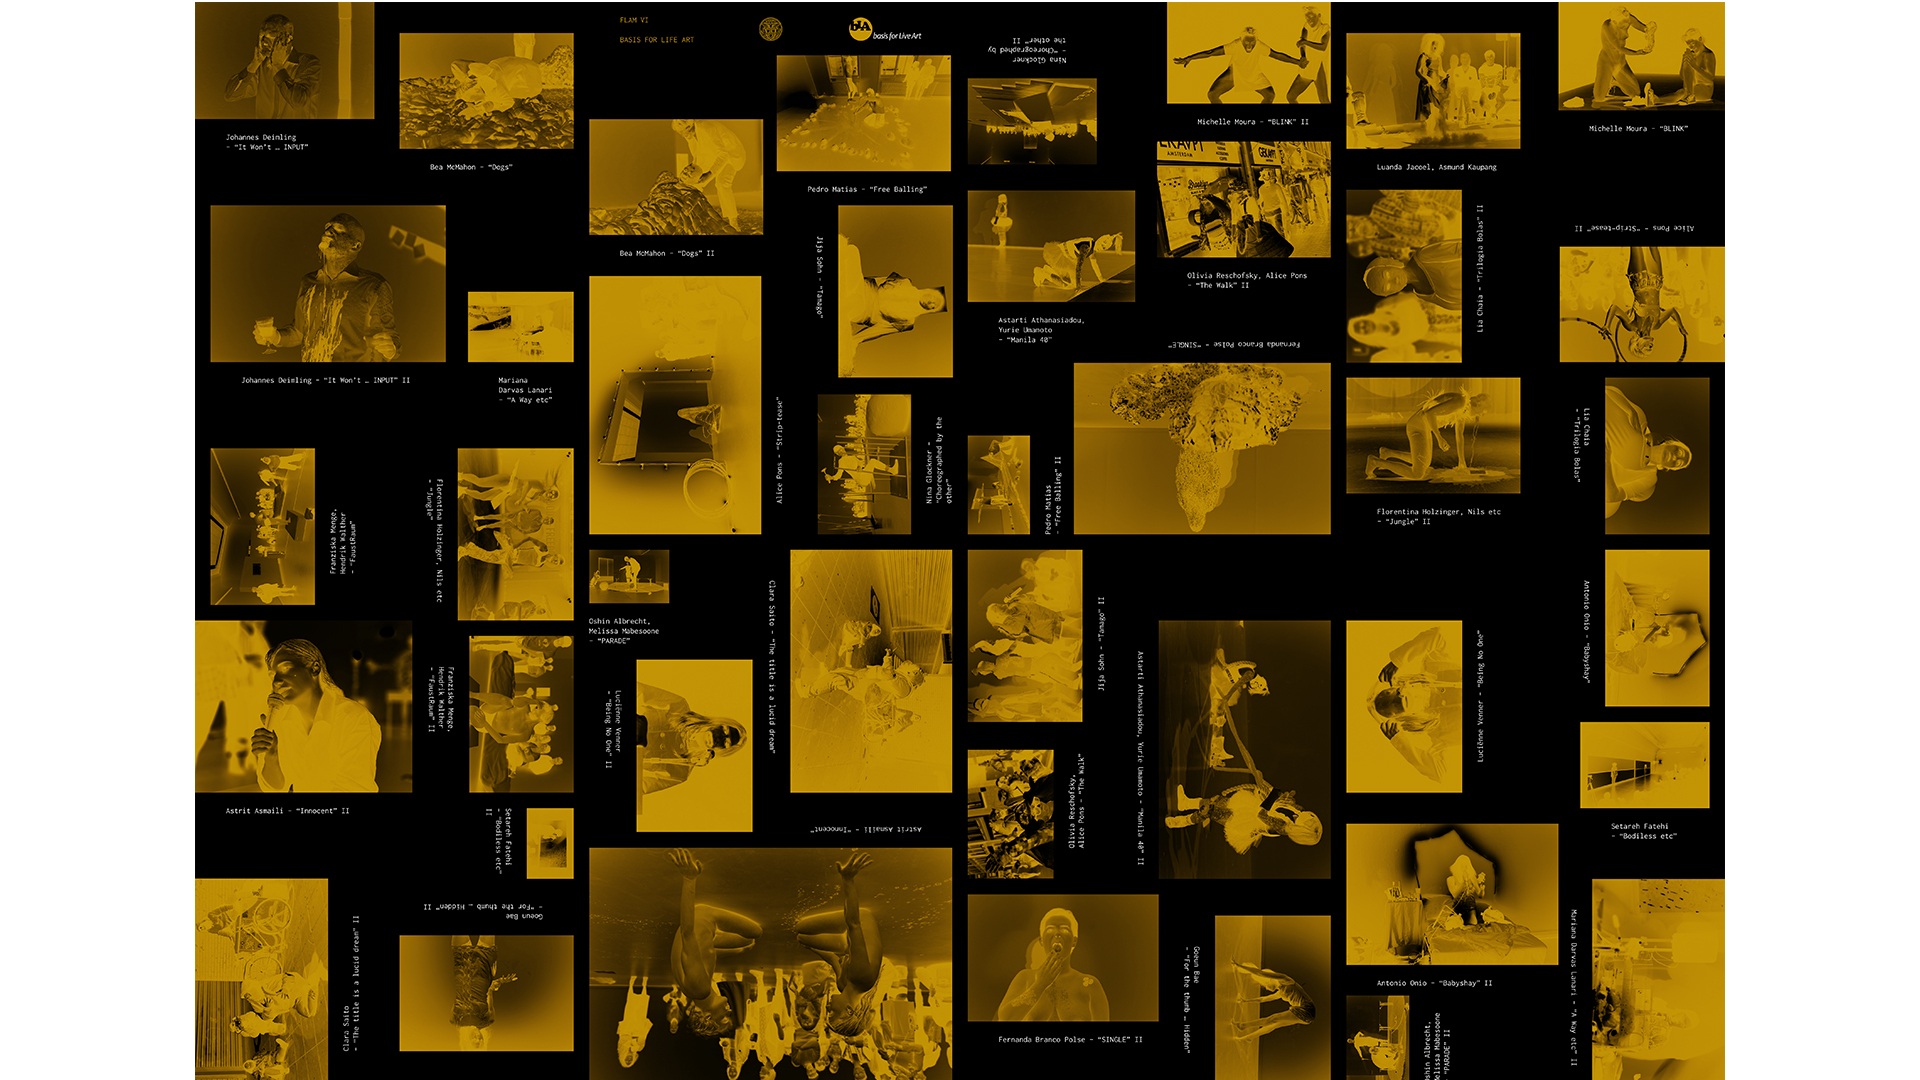 FLAM VI
BASIS FOR LIFE ART
bA
basis for Live Art
Nina Glockner
- “Choreographed by
the other” II
Johannes Deimling
- “It Won’t … INPUT”
Bea McMahon - “Dogs”
Michelle Moura - “BLINK” II
Michelle Moura - “BLINK”
Luanda Jacoel, Asmund Kaupang
Pedro Matias - “Free Balling”
AMSTERDAM
Bea McMahon - “Dogs” II
Jija Sohn - “Tamago”
Olivia Reschofsky, Alice Pons
- “The Walk” II
Lia Chaia - “Trilogia Bolas” II
Alice Pons - “Strip-tease” II
Astarti Athanasiadou,
Yurie Umamoto
- “Manila 40”
Fernanda Branco Polse - “SINGLE”
Johannes Deimling - “It Won’t … INPUT” II
Mariana
Darvas Lanari
- “A Way etc”
Alice Pons - “Strip-tease”
Nina Glockner -
“Choreographed by the
other”
Pedro Matias
- “Free Balling” II
Florentina Holzinger, Nils etc
- “Jungle” II
Lia Chaia
- “Trilogia Bolas”
Franziska Menge,
Hendrik Walther
- “FaustRaum”
Florentina Holzinger, Nils etc
- “Jungle”
Oshin Albrecht,
Melissa Mabesoone
- “PARADE”
Clara Saito - “The title is a lucid dream”
Jija Sohn - “Tamago” II
Astarti Athanasiadou, Yurie Umamoto - “Manila 40” II
Luciënne Venner - “Being No One”
Antonio Onio - “Babyshay”
Franziska Menge,
Hendrik Walther
- “FaustRaum” II
Luciënne Venner
- “Being No One” II
Astrit Asmaili - “Innocent” II
Setareh Fatehi
- “Bodiless etc”
II
Astrit Asmaili - “Innocent”
Olivia Reschofsky,
Alice Pons - “The Walk”
Setareh Fatehi
- “Bodiless etc”
Goeun Bae
- “For the thumb … Hidden” II
Clara Saito
- “The title is a lucid dream” II
Fernanda Branco Polse - “SINGLE” II
Goeun Bae
- “For the thumb … Hidden”
Antonio Onio - “Babyshay” II
Mariana Darvas Lanari - “A Way etc” II
Oshin Albrecht,
Melissa Mabesoone
- “PARADE” II